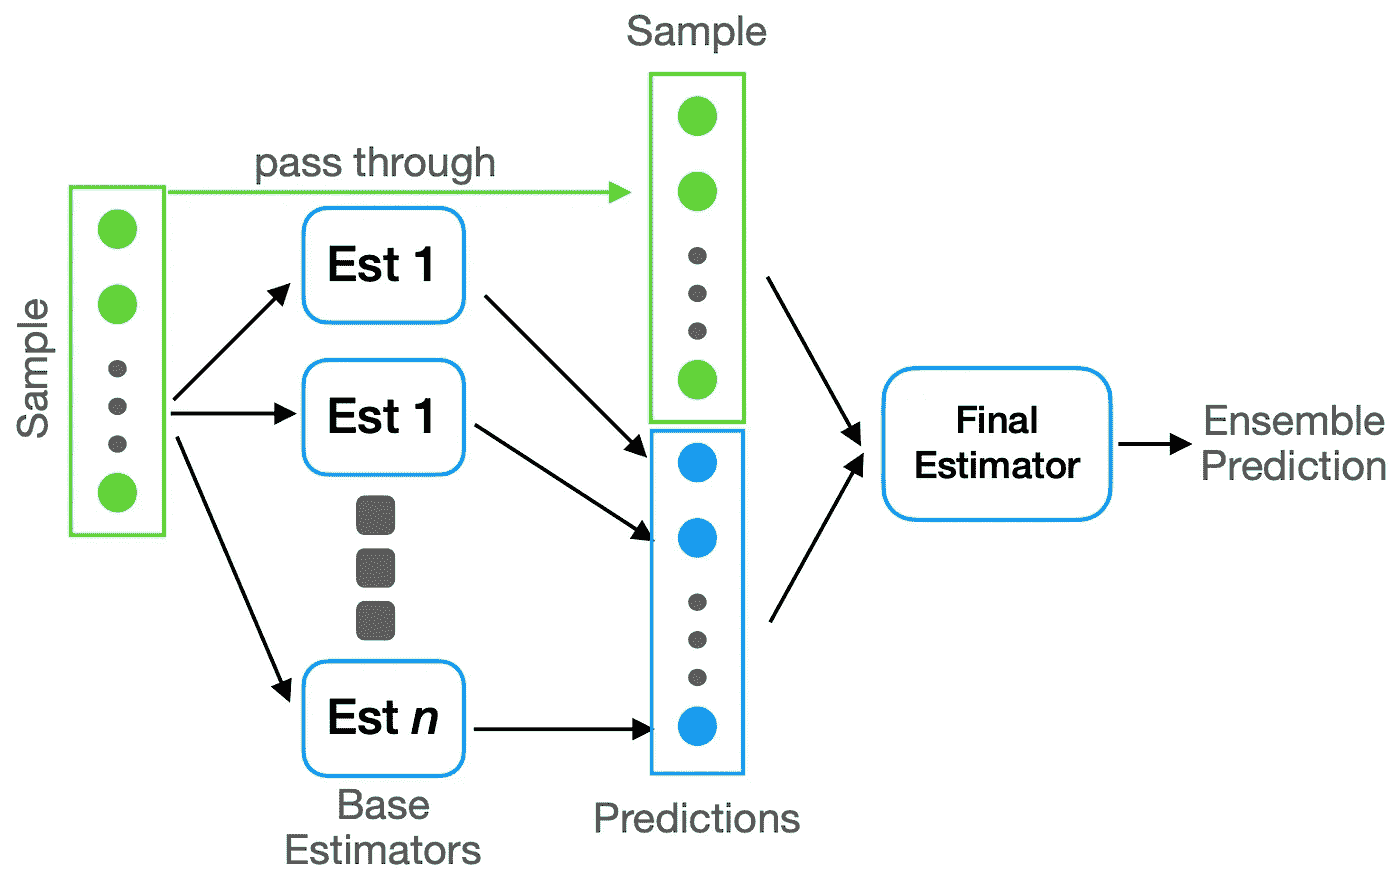 Sample
pass through
Sample
Est 1
Est 1
Est n
Base
Estimators
Predictions
Final
Estimator
Ensemble
Prediction